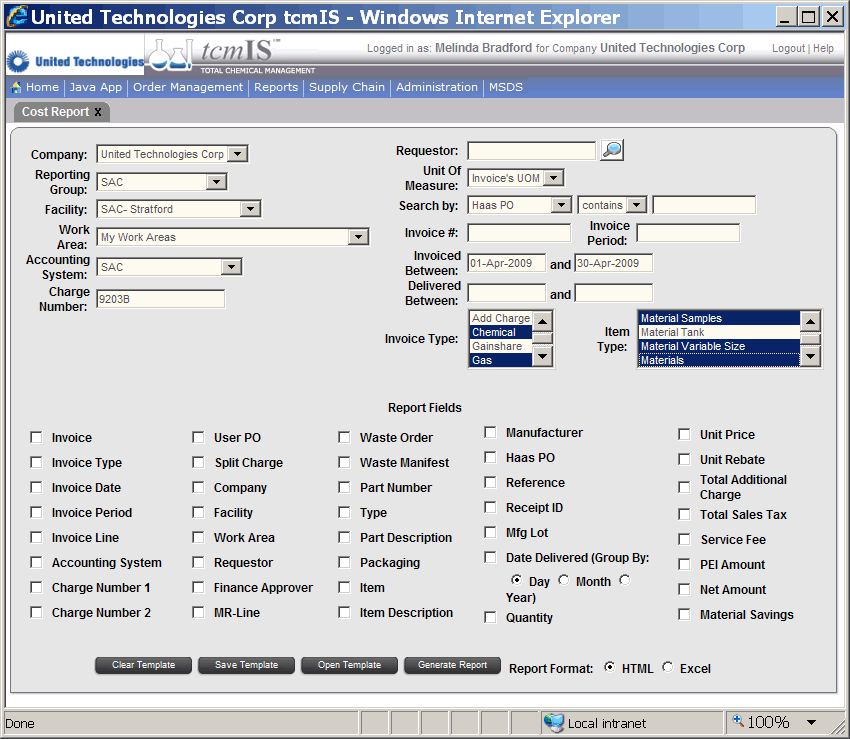 United Technologies Corp tcmIS - Windows Internet Explorer
United Technologies
tcmIS™
TOTAL CHEMICAL MANAGEMENT
Logged in as: Melinda Bradford for Company United Technologies Corp
Logout | Help
Home | Java App | Order Management | Reports | Supply Chain | Administration | MSDS
Cost Report x
Company: United Technologies Corp
Reporting Group: SAC
Facility: SAC- Stratford
Work Area: My Work Areas
Accounting System: SAC
Charge Number: 9203B
Requestor:
Unit Of Measure: Invoice's UOM
Search by: Haas PO contains
Invoice #: Invoice Period:
Invoiced Between: 01-Apr-2009 and 30-Apr-2009
Delivered Between: and
Invoice Type:
Add Charge
Chemical
Gainshare
Gas
Item Type:
Material Samples
Material Tank
Material Variable Size
Materials
Report Fields
Invoice
Invoice Type
Invoice Date
Invoice Period
Invoice Line
Accounting System
Charge Number 1
Charge Number 2
User PO
Split Charge
Company
Facility
Work Area
Requestor
Finance Approver
MR-Line
Waste Order
Waste Manifest
Part Number
Type
Part Description
Packaging
Item
Item Description
Manufacturer
Haas PO
Reference
Receipt ID
Mfg Lot
Date Delivered (Group By:
Day Month
Year)
Quantity
Unit Price
Unit Rebate
Total Additional
Charge
Total Sales Tax
Service Fee
PEI Amount
Net Amount
Material Savings
Clear Template Save Template Open Template Generate Report Report Format: HTML Excel
Done Local intranet 100%